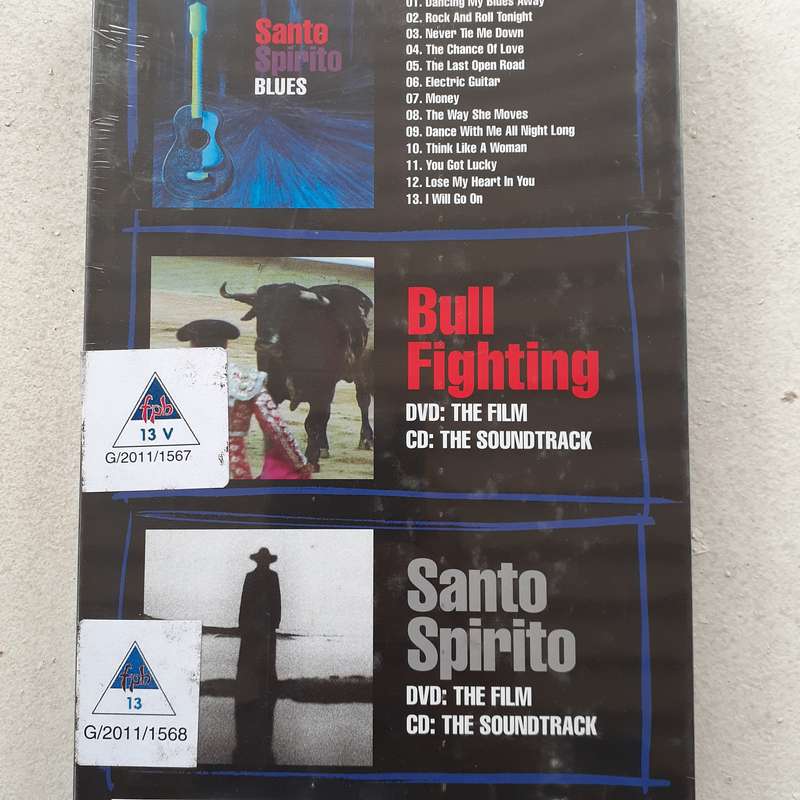 Santo
Spirito
BLUES
01. Dancing My Blues Away
02. Rock And Roll Tonight
03. Never Tie Me Down
04. The Chance Of Love
05. The Last Open Road
06. Electric Guitar
07. Money
08. The Way She Moves
09. Dance With Me All Night Long
10. Think Like A Woman
11. You Got Lucky
12. Lose My Heart In You
13. I Will Go On
Bull
Fighting
DVD: THE FILM
CD: THE SOUNDTRACK
fpb
13 V
G/2011/1567
Santo
Spirito
DVD: THE FILM
CD: THE SOUNDTRACK
fpb
13
G/2011/1568